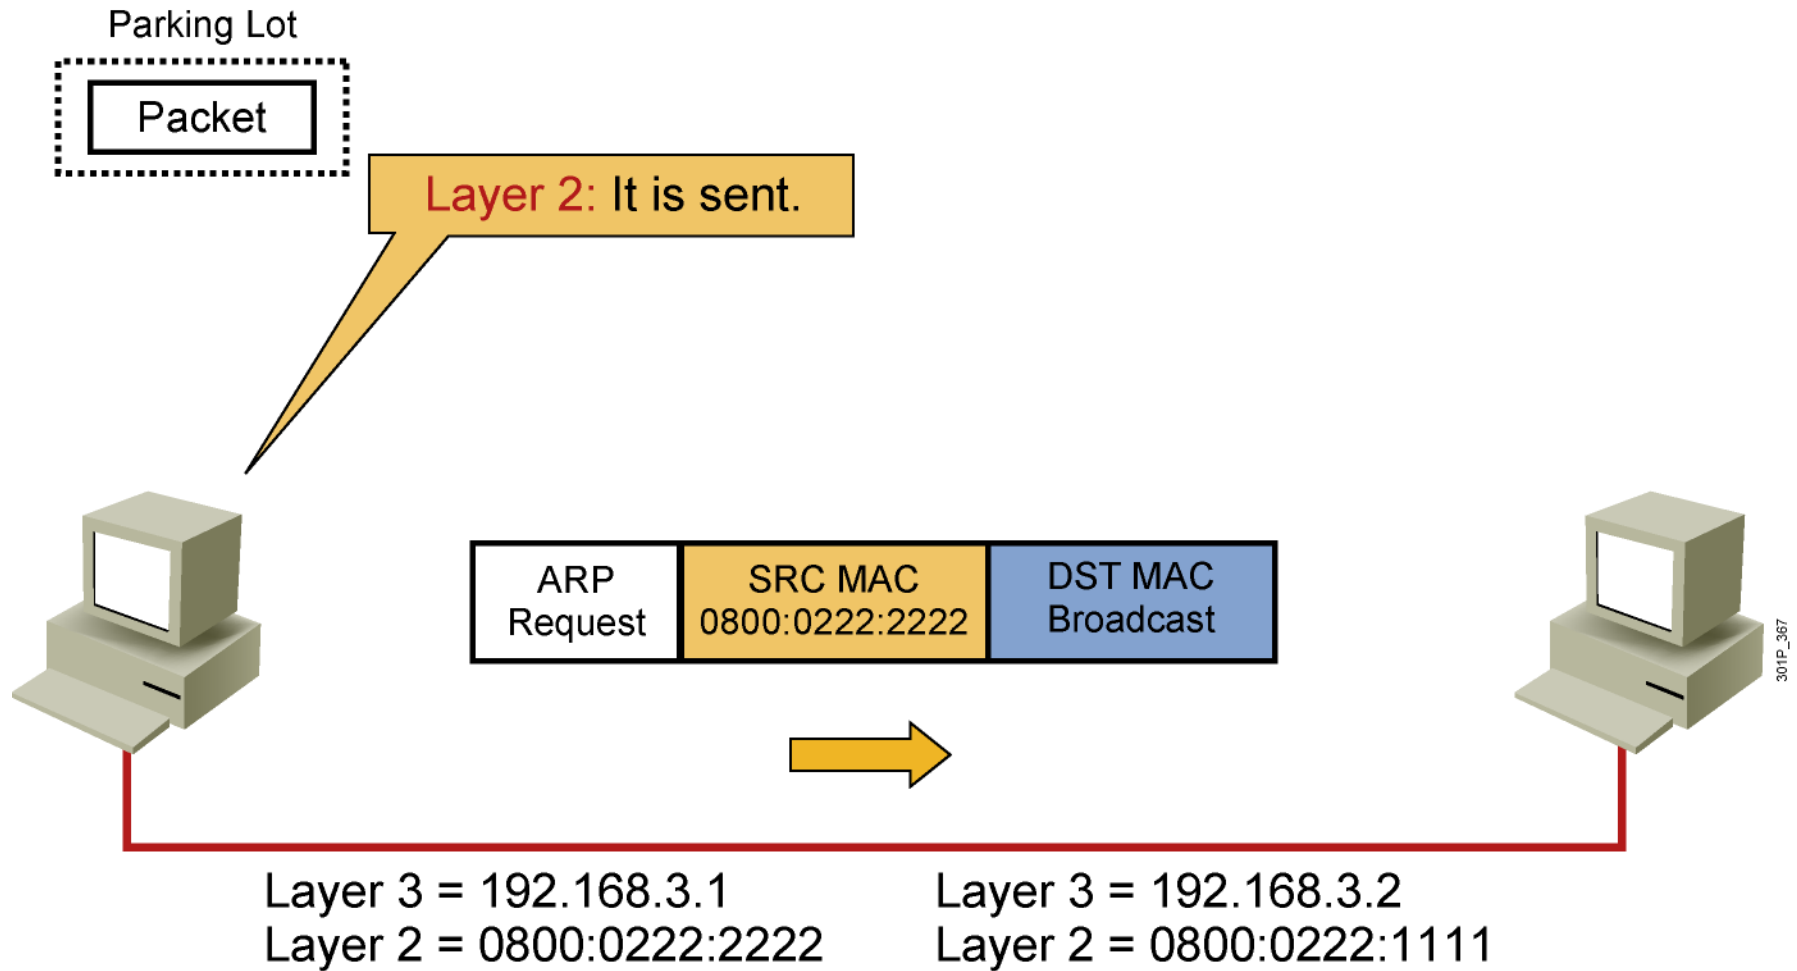 Parking Lot
Packet
Layer 2: It is sent.
ARP
Request
SRC MAC
0800:0222:2222
DST MAC
Broadcast
301P_367
Layer 3 = 192.168.3.1
Layer 2 = 0800:0222:2222
Layer 3 = 192.168.3.2
Layer 2 = 0800:0222:1111